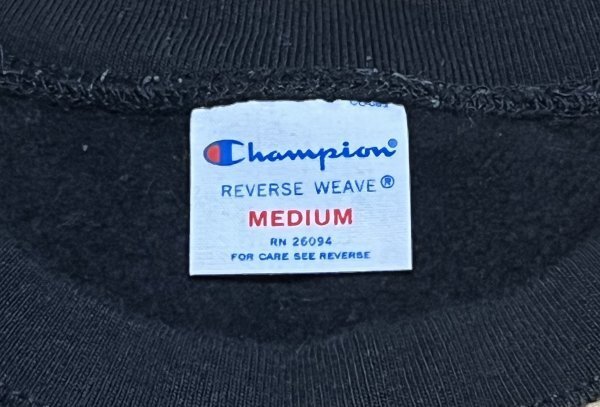 Champion
REVERSE WEAVE®
MEDIUM
RN 26094
FOR CARE SEE REVERSE